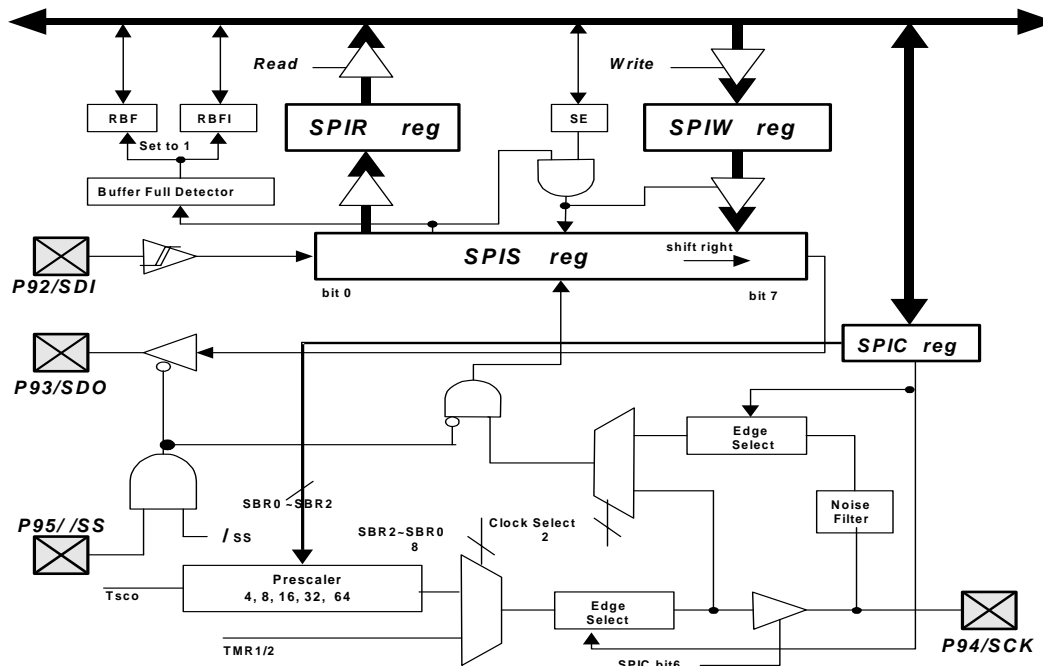 Read
Write
RBF
RBFI
SPIR reg
SE
SPIW reg
Set to 1
Buffer Full Detector
SPIS reg
shift right
P92/SDI
bit 0
bit 7
P93/SDO
SPIC reg
Edge
Select
SBR0 ~SBR2
Noise
Filter
P95/ /SS
/ SS
SBR2~SBR0
8
Clock Select
2
Prescaler
4, 8, 16, 32, 64
Tsco
Edge
Select
TMR1/2
P94/SCK
SPIC bit6